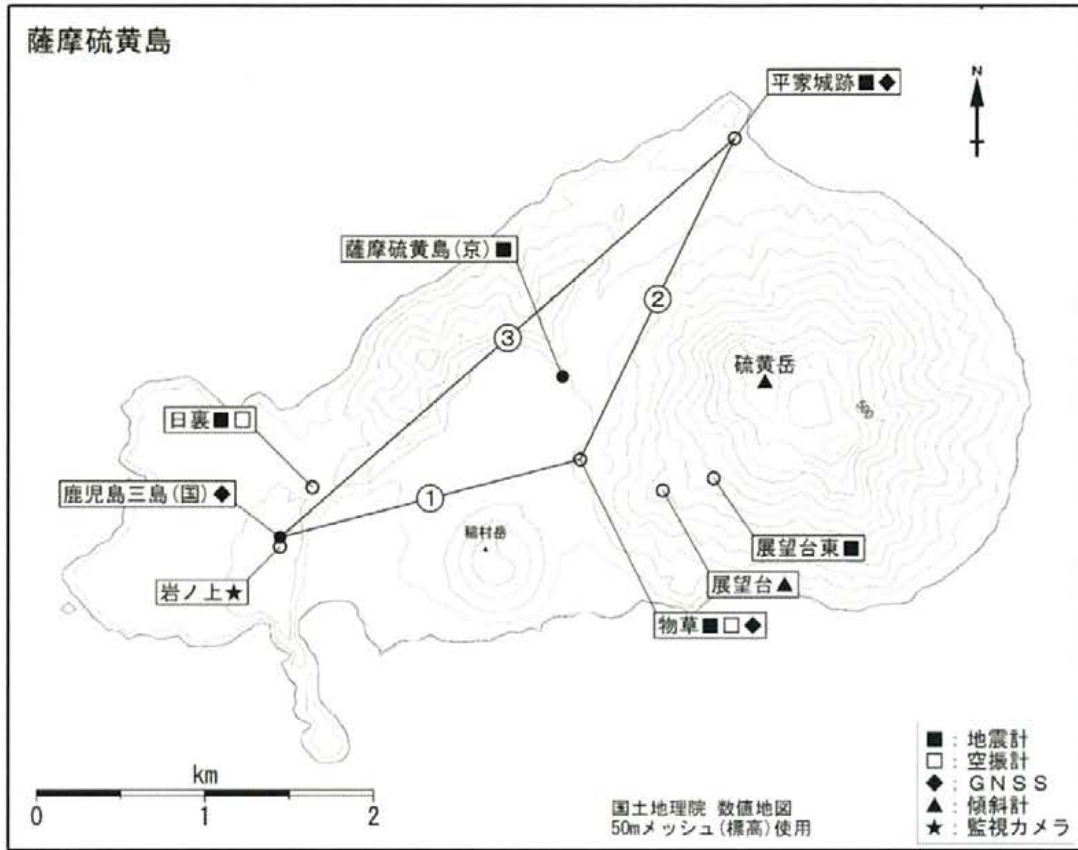 薩摩硫黄島
平家城跡■◆
N
薩摩硫黄島(京)■
②
③
硫黄岳
日裏■□
鹿児島三島(国)◆
①
稲村岳
岩ノ上★
展望台東■
展望台▲
物草■□◆
km
0 1 2
国土地理院 数値地図
50mメッシュ(標高)使用
■：地震計
□：空振計
◆：GNSS
▲：傾斜計
★：監視カメラ